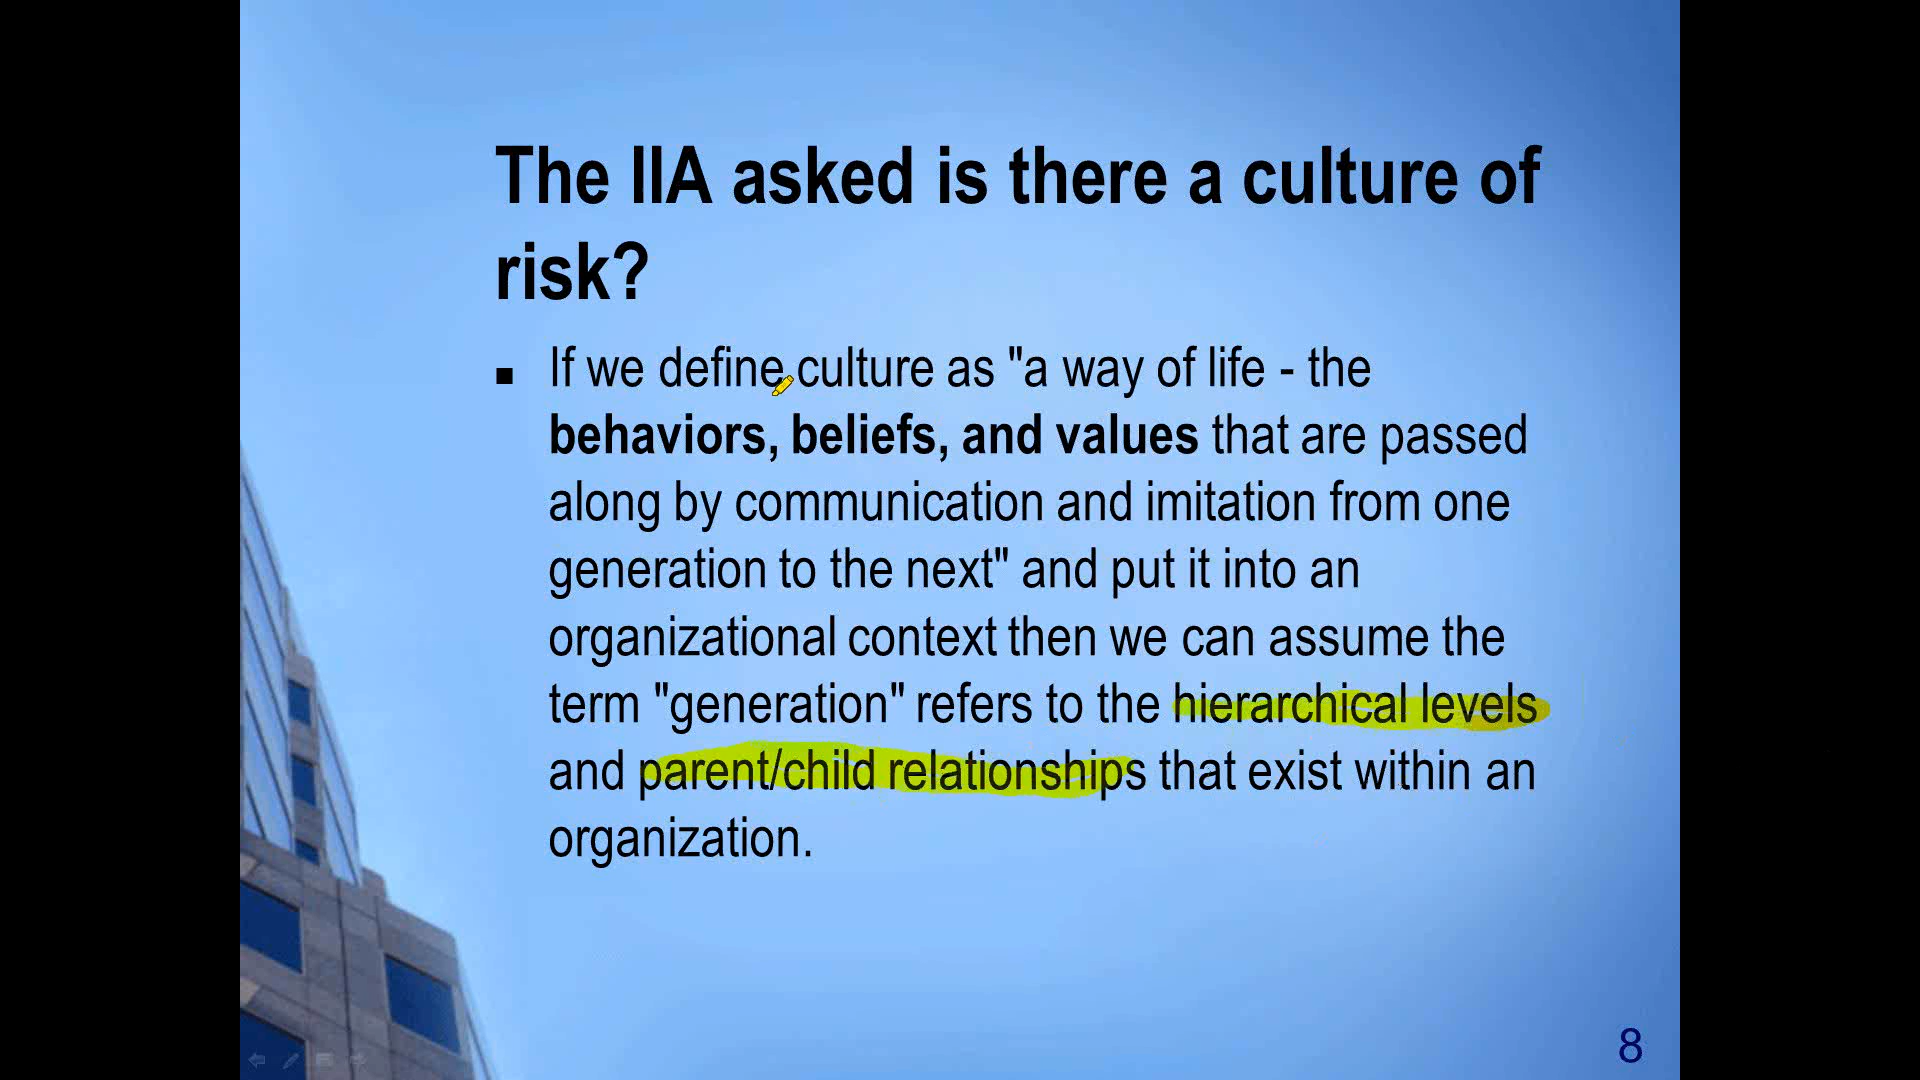 The IIA asked is there a culture of
risk?
■ If we define culture as "a way of life - the
behaviors, beliefs, and values that are passed
along by communication and imitation from one
generation to the next" and put it into an
organizational context then we can assume the
term "generation" refers to the hierarchical levels
and parent/child relationships that exist within an
organization.
8